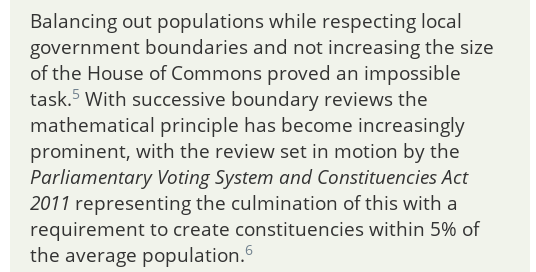 Balancing out populations while respecting local
government boundaries and not increasing the size
of the House of Commons proved an impossible
task.5 With successive boundary reviews the
mathematical principle has become increasingly
prominent, with the review set in motion by the
Parliamentary Voting System and Constituencies Act
2011 representing the culmination of this with a
requirement to create constituencies within 5% of
the average population.6